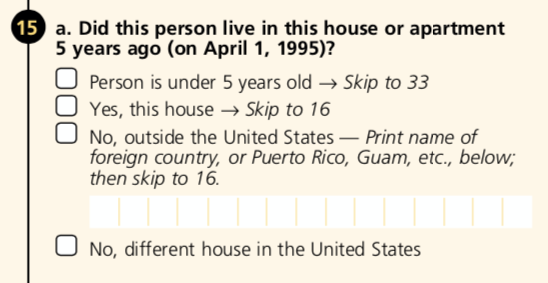 15 a. Did this person live in this house or apartment
5 years ago (on April 1, 1995)?
Person is under 5 years old → Skip to 33
Yes, this house → Skip to 16
No, outside the United States — Print name of
foreign country, or Puerto Rico, Guam, etc., below;
then skip to 16.
No, different house in the United States